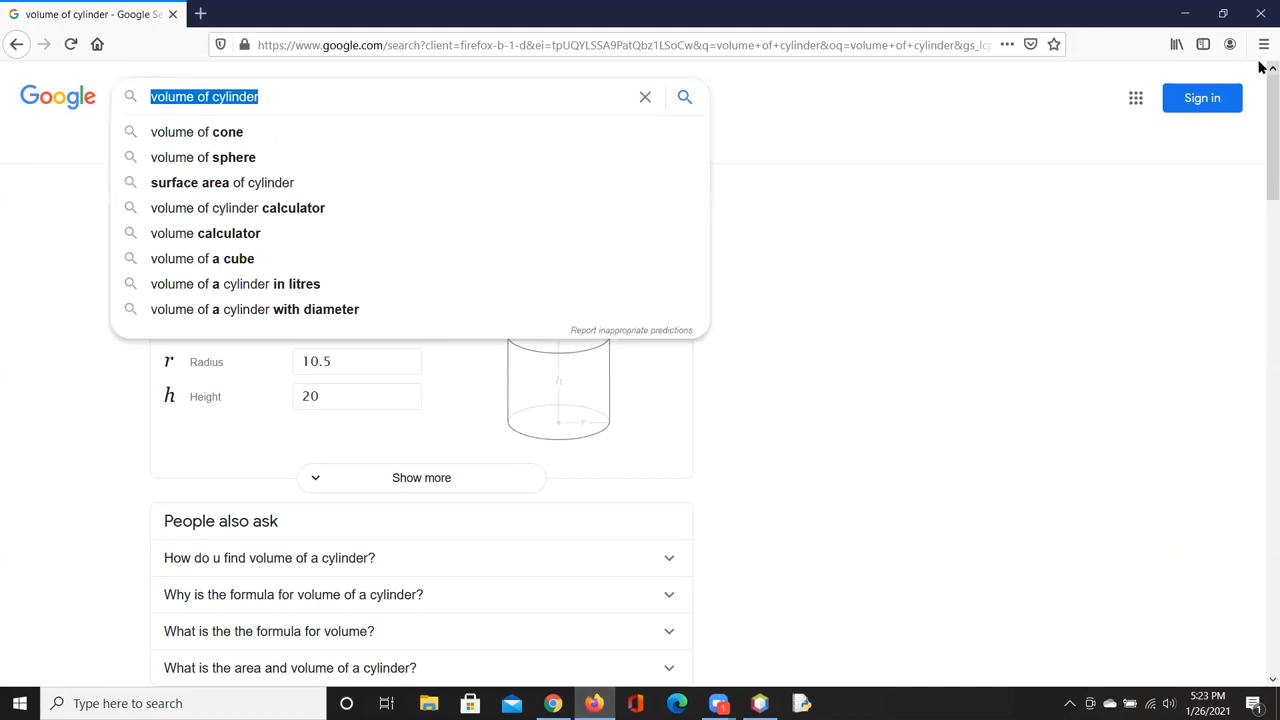 volume of cylinder - Google Se
https://www.google.com/search?client=firefox-b-1-d&ei=tpUQYLSSA9PatQbz1LSoCw&q=volume+of+cylinder&oq=volume+of+cylinder&gs_lcp
Google
volume of cylinder
Sign in
volume of cone
volume of sphere
surface area of cylinder
volume of cylinder calculator
volume calculator
volume of a cube
volume of a cylinder in litres
volume of a cylinder with diameter
Report inappropriate predictions
r Radius 10.5
h Height 20
h
r
Show more
People also ask
How do u find volume of a cylinder?
Why is the formula for volume of a cylinder?
What is the the formula for volume?
What is the area and volume of a cylinder?
Type here to search
1
5:23 PM
1/26/2021
1